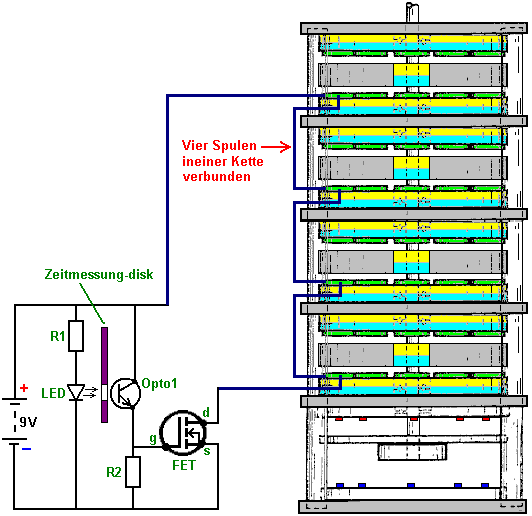 Vier Spulen
ineiner Kette
verbunden
Zeitmessung-disk
R1
LED
Opto1
+
9V
–
d
g
s
FET
R2